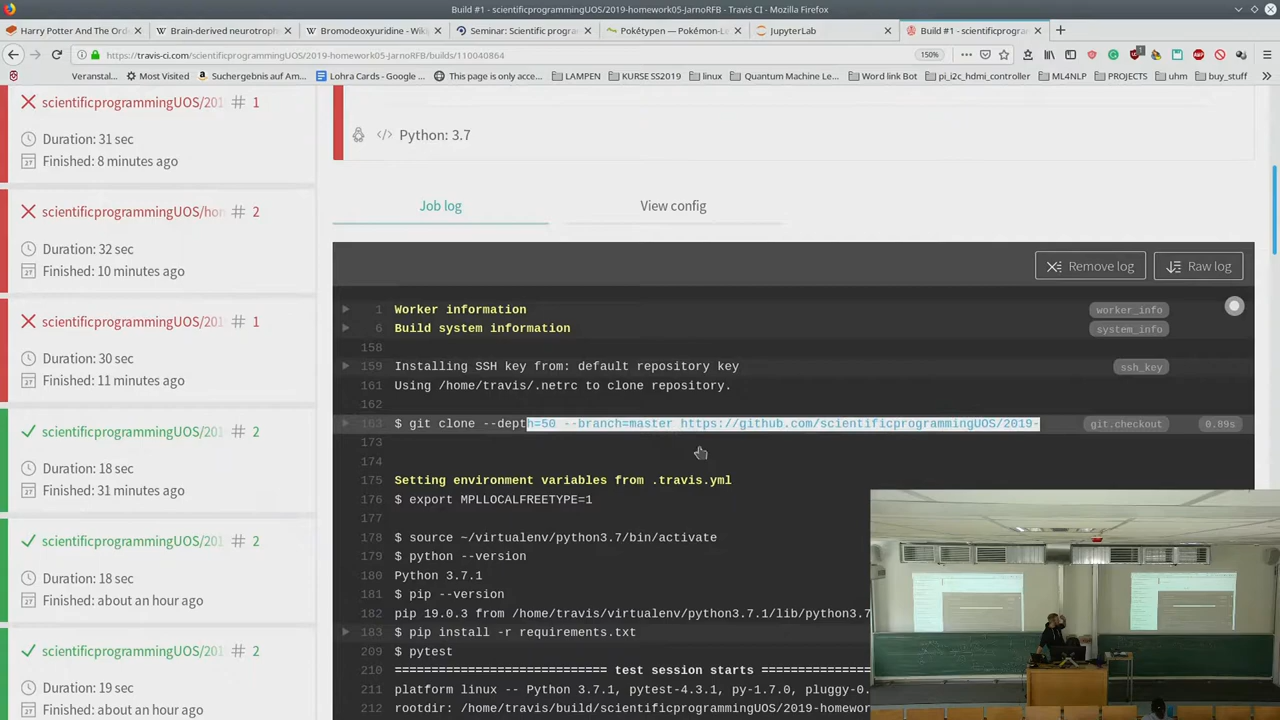 Build #1 - scientificprogrammingUOS/2019-homework05-JarnoRFB - Travis CI - Mozilla Firefox
Harry Potter And the Ord
Brain-derived neurotroph
Bromodeoxyuridine - Wiki
Seminar: Scientific progra
Pokétypen — Pokémon-L
JupyterLab
Build #1 - scientificprogram
https://travis-ci.com/scientificprogrammingUOS/2019-homework05-JarnoRFB/builds/110040864
150%
Veranstal...
Most Visited
Suchergebnis auf Am...
Lohra Cards - Google ...
This page is only acce...
LAMPEN
KURSE SS2019
linux
Quantum Machine Le...
Word link Bot
pi_i2c_hdmi_controller
ML4NLP
PROJECTS
uhm
buy_stuff
scientificprogrammingUOS/201 # 1
Duration: 31 sec
Finished: 8 minutes ago
scientificprogrammingUOS/hor # 2
Duration: 32 sec
Finished: 10 minutes ago
scientificprogrammingUOS/201 # 1
Duration: 30 sec
Finished: 11 minutes ago
scientificprogrammingUOS/201 # 2
Duration: 18 sec
Finished: 31 minutes ago
scientificprogrammingUOS/201 # 2
Duration: 18 sec
Finished: about an hour ago
scientificprogrammingUOS/201 # 2
Duration: 19 sec
Finished: about an hour ago
</> Python: 3.7
Job log
View config
Remove log
Raw log
1 Worker information worker_info
6 Build system information system_info
158
159 Installing SSH key from: default repository key ssh_key
161 Using /home/travis/.netrc to clone repository.
162
163 $ git clone --depth=50 --branch=master https://github.com/scientificprogrammingUOS/2019- git.checkout 0.89s
173
174
175 Setting environment variables from .travis.yml
176 $ export MPLLOCALFREETYPE=1
177
178 $ source ~/virtualenv/python3.7/bin/activate
179 $ python --version
180 Python 3.7.1
181 $ pip --version
182 pip 19.0.3 from /home/travis/virtualenv/python3.7.1/lib/python3.7
183 $ pip install -r requirements.txt
209 $ pytest
210 ============================= test session starts ===============
211 platform linux -- Python 3.7.1, pytest-4.3.1, py-1.7.0, pluggy-0.
212 rootdir: /home/travis/build/scientificprogrammingUOS/2019-homewor